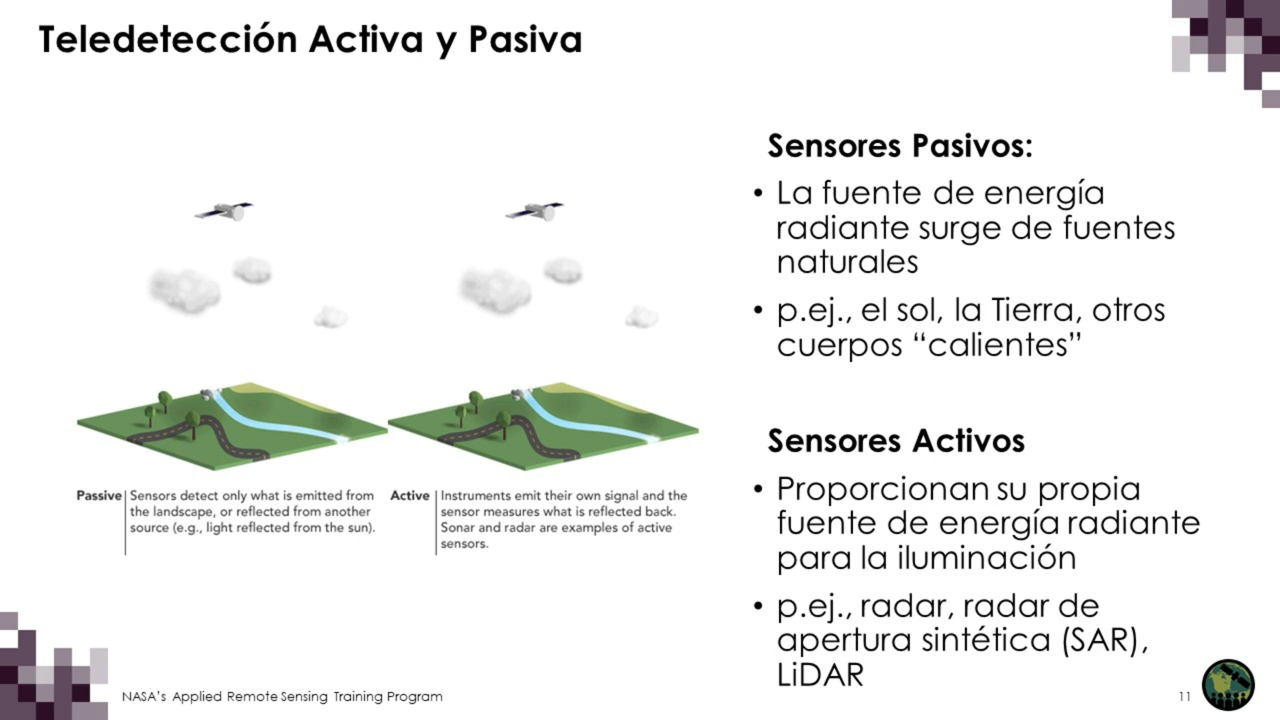 Teledetección Activa y Pasiva
Sensores Pasivos:
• La fuente de energía
radiante surge de fuentes
naturales
• p.ej., el sol, la Tierra, otros
cuerpos “calientes”
Sensores Activos
• Proporcionan su propia
fuente de energía radiante
para la iluminación
• p.ej., radar, radar de
apertura sintética (SAR),
LiDAR
Passive
Sensors detect only what is emitted from
the landscape, or reflected from another
source (e.g., light reflected from the sun).
Active
Instruments emit their own signal and the
sensor measures what is reflected back.
Sonar and radar are examples of active
sensors.
NASA’s Applied Remote Sensing Training Program
11